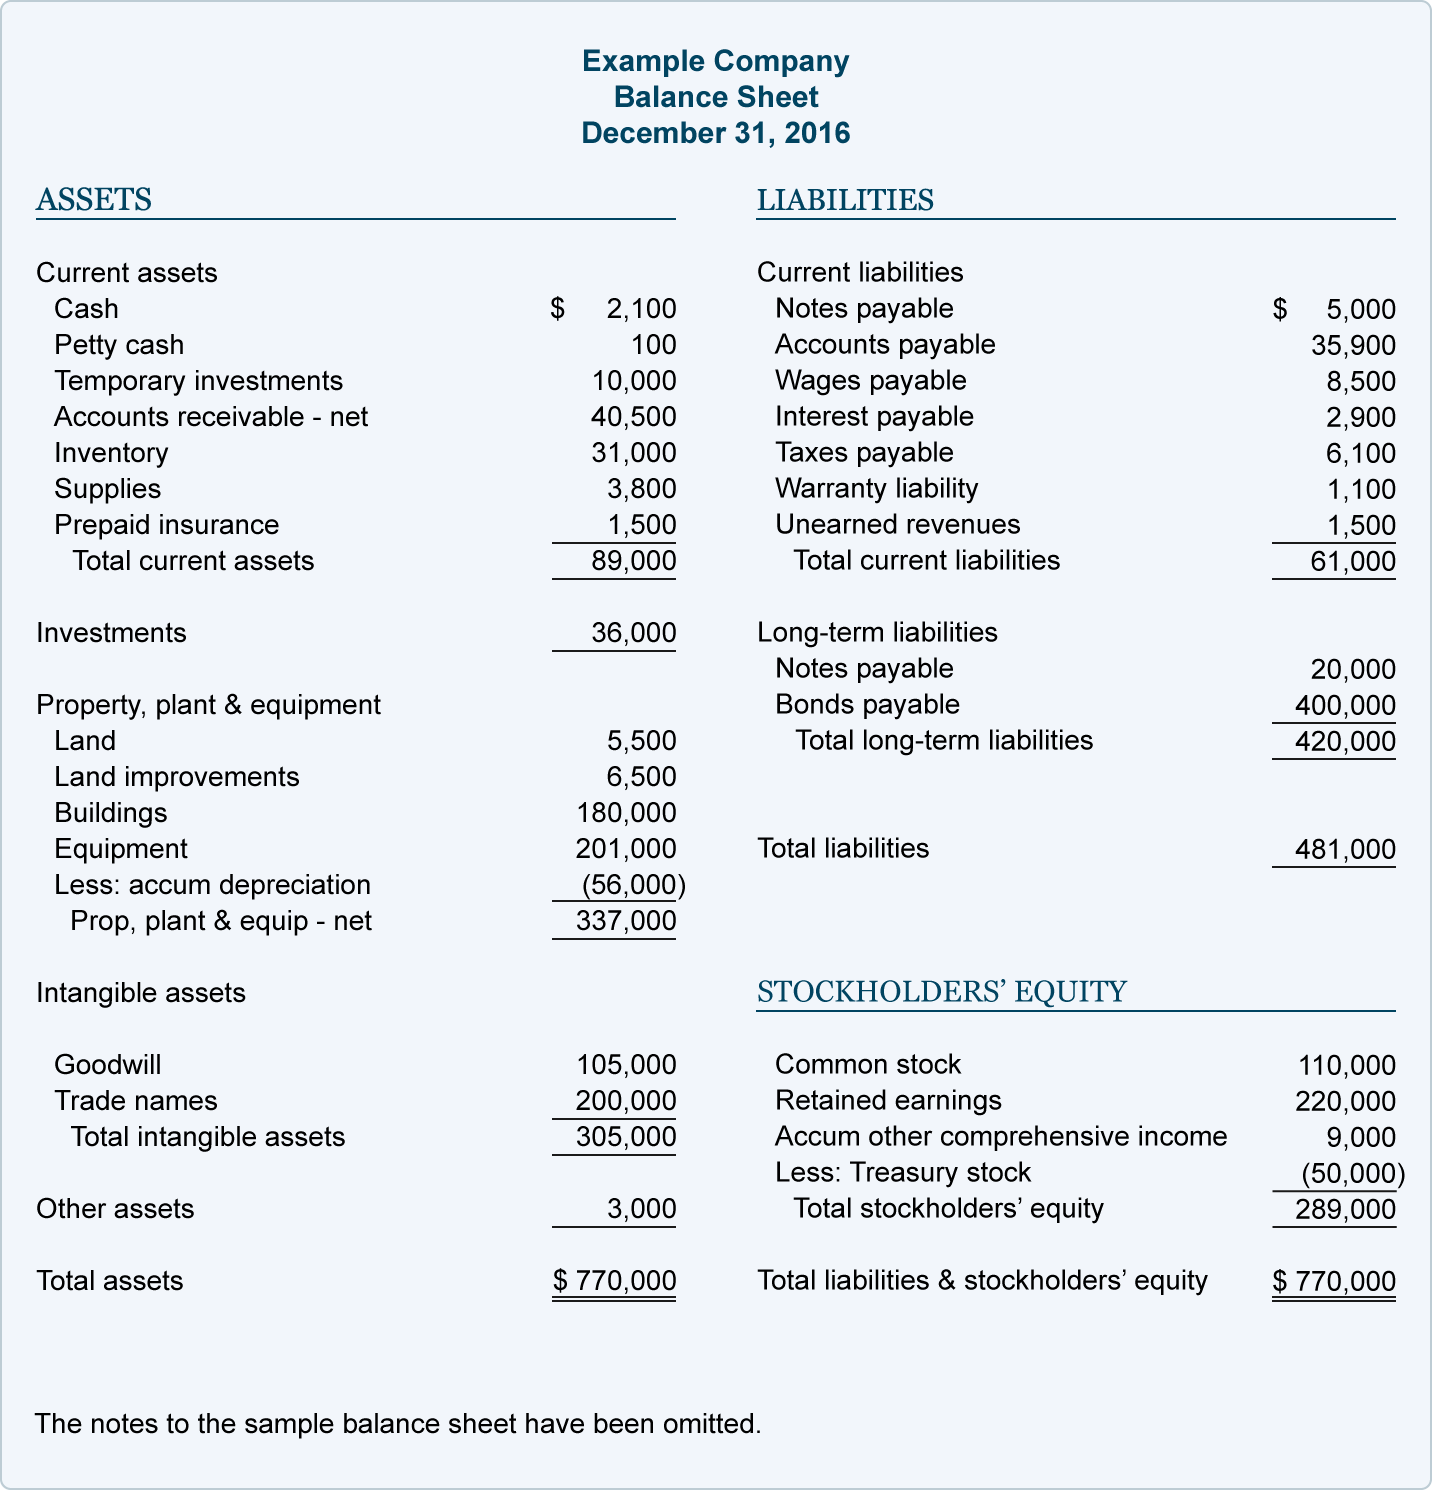 Example Company
Balance Sheet
December 31, 2016
ASSETS
Current assets
Cash $ 2,100
Petty cash 100
Temporary investments 10,000
Accounts receivable - net 40,500
Inventory 31,000
Supplies 3,800
Prepaid insurance 1,500
Total current assets 89,000
Investments 36,000
Property, plant & equipment
Land 5,500
Land improvements 6,500
Buildings 180,000
Equipment 201,000
Less: accum depreciation (56,000)
Prop, plant & equip - net 337,000
Intangible assets
Goodwill 105,000
Trade names 200,000
Total intangible assets 305,000
Other assets 3,000
Total assets $ 770,000
LIABILITIES
Current liabilities
Notes payable $ 5,000
Accounts payable 35,900
Wages payable 8,500
Interest payable 2,900
Taxes payable 6,100
Warranty liability 1,100
Unearned revenues 1,500
Total current liabilities 61,000
Long-term liabilities
Notes payable 20,000
Bonds payable 400,000
Total long-term liabilities 420,000
Total liabilities 481,000
STOCKHOLDERS’ EQUITY
Common stock 110,000
Retained earnings 220,000
Accum other comprehensive income 9,000
Less: Treasury stock (50,000)
Total stockholders’ equity 289,000
Total liabilities & stockholders’ equity $ 770,000
The notes to the sample balance sheet have been omitted.